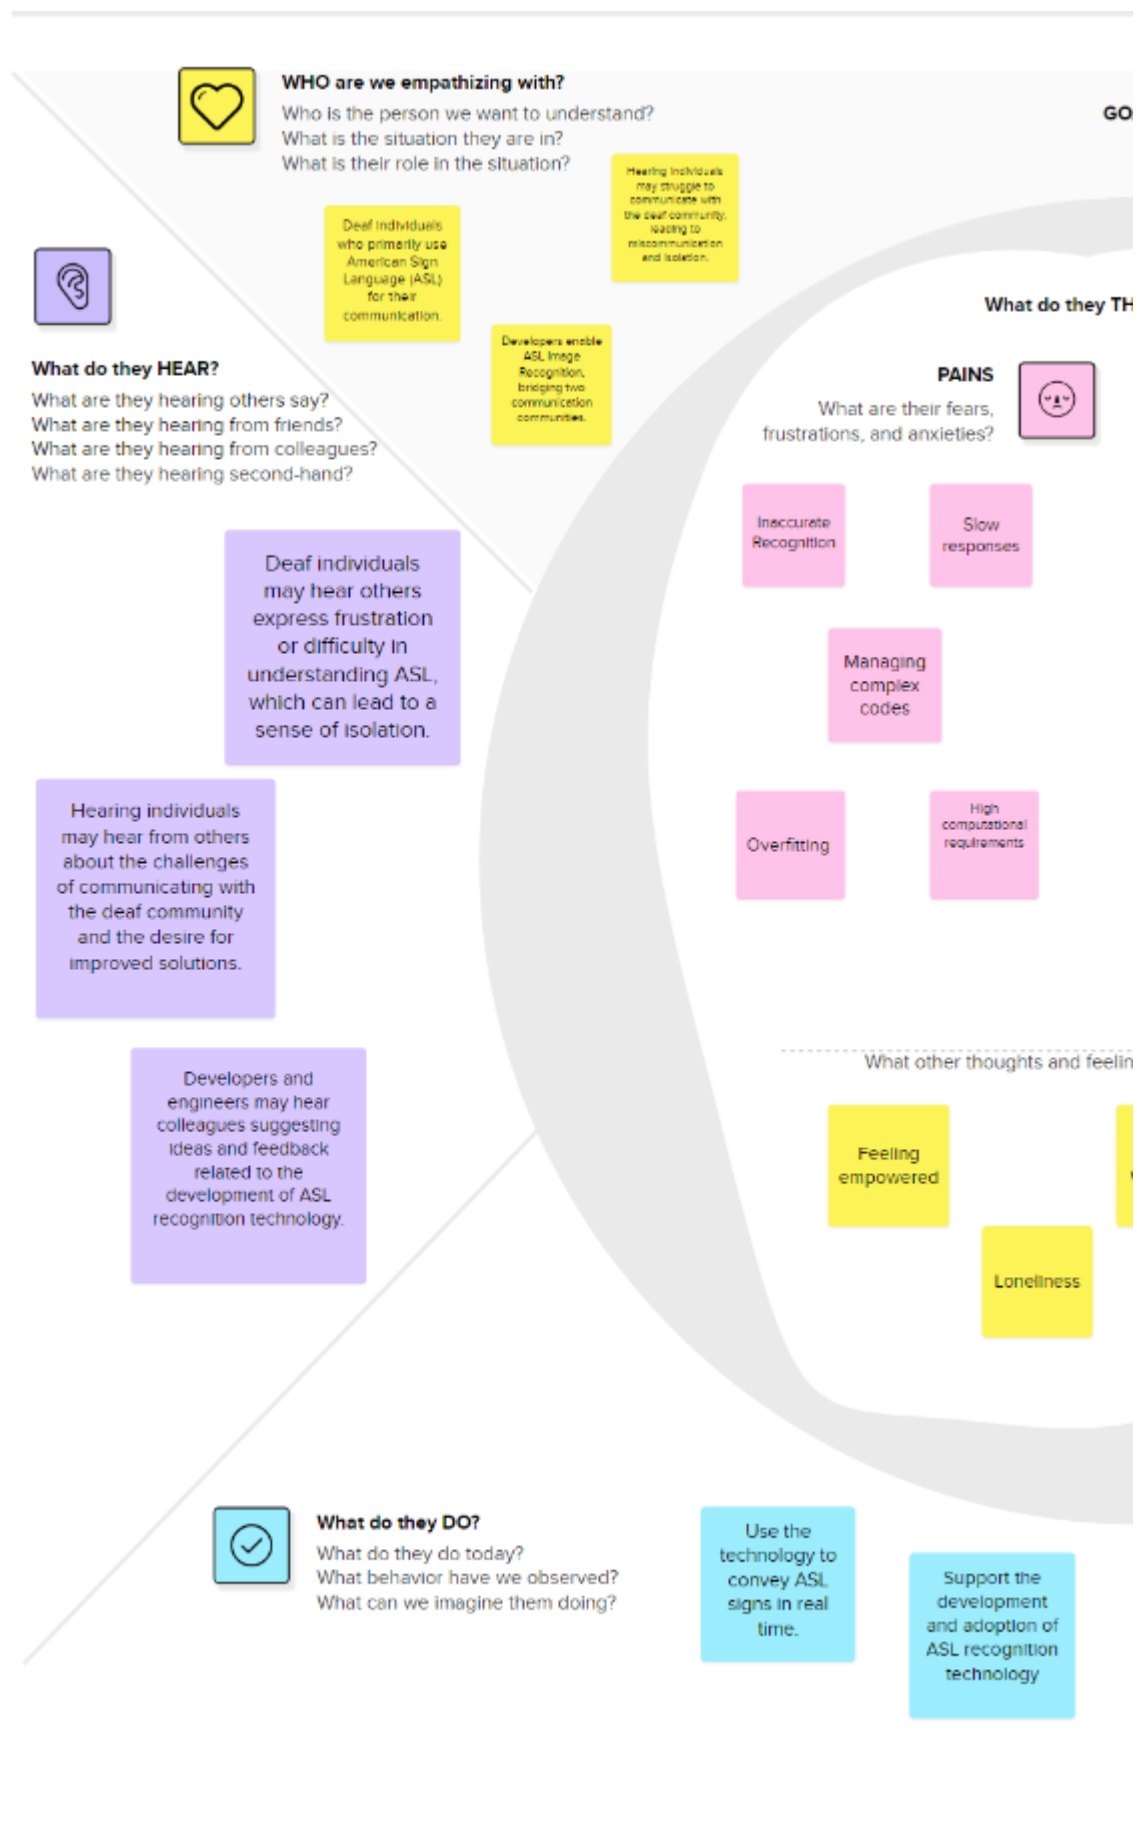 WHO are we empathizing with?
Who is the person we want to understand?
What is the situation they are in?
What is their role in the situation?
GO
Hearing Individuals
may struggle to
communicate with
the deaf community,
leading to
miscommunication
and isolation.
Deaf individuals
who primarily use
American Sign
Language (ASL)
for their
communication.
Developers enable
ASL Image
Recognition,
bridging two
communication
communities.
What do they HEAR?
What are they hearing others say?
What are they hearing from friends?
What are they hearing from colleagues?
What are they hearing second-hand?
Deaf individuals
may hear others
express frustration
or difficulty in
understanding ASL,
which can lead to a
sense of isolation.
Hearing individuals
may hear from others
about the challenges
of communicating with
the deaf community
and the desire for
improved solutions.
Developers and
engineers may hear
colleagues suggesting
ideas and feedback
related to the
development of ASL
recognition technology.
What do they TH
PAINS
What are their fears,
frustrations, and anxieties?
Inaccurate
Recognition
Slow
responses
Managing
complex
codes
Overfitting
High
computational
requirements
What other thoughts and feelin
Feeling
empowered
Loneliness
What do they DO?
What do they do today?
What behavior have we observed?
What can we imagine them doing?
Use the
technology to
convey ASL
signs in real
time.
Support the
development
and adoption of
ASL recognition
technology